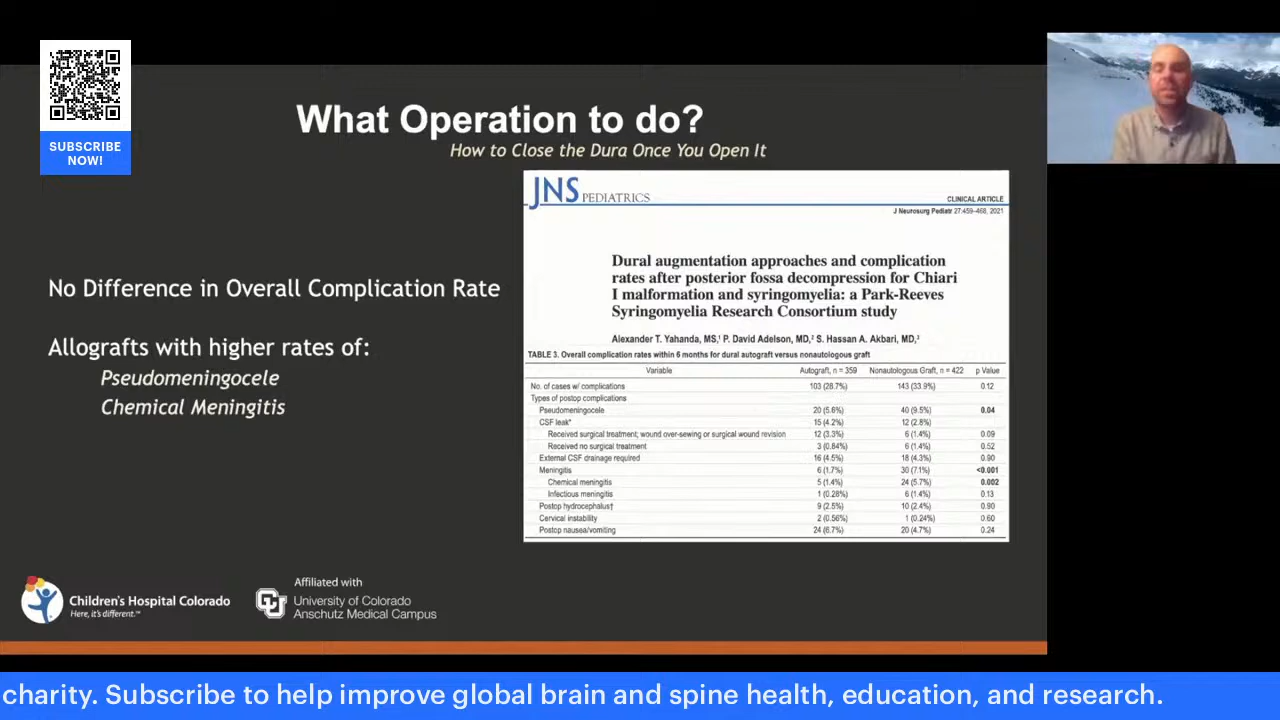 SUBSCRIBE
NOW!
What Operation to do?
How to Close the Dura Once You Open It
No Difference in Overall Complication Rate
Allografts with higher rates of:
Pseudomeningocele
Chemical Meningitis
JNS PEDIATRICS
CLINICAL ARTICLE
J Neurosurg Pediatr 27:459–468, 2021
Dural augmentation approaches and complication
rates after posterior fossa decompression for Chiari
I malformation and syringomyelia: a Park-Reeves
Syringomyelia Research Consortium study
Alexander T. Yahanda, MS,¹ P. David Adelson, MD,² S. Hassan A. Akbari, MD,³
TABLE 3. Overall complication rates within 6 months for dural autograft versus nonautologous graft
Variable Autograft, n = 359 Nonautologous Graft, n = 422 p Value
No. of cases w/ complications 103 (28.7%) 143 (33.9%) 0.12
Types of postop complications
Pseudomeningocele 20 (5.6%) 40 (9.5%) 0.04
CSF leak* 15 (4.2%) 12 (2.8%)
Received surgical treatment; wound over-sewing or surgical wound revision 12 (3.3%) 6 (1.4%) 0.09
Received no surgical treatment 3 (0.84%) 6 (1.4%) 0.52
External CSF drainage required 16 (4.5%) 18 (4.3%) 0.90
Meningitis 6 (1.7%) 30 (7.1%) <0.001
Chemical meningitis 5 (1.4%) 24 (5.7%) 0.002
Infectious meningitis 1 (0.28%) 6 (1.4%) 0.13
Postop hydrocephalus† 9 (2.5%) 10 (2.4%) 0.90
Cervical instability 2 (0.56%) 1 (0.24%) 0.60
Postop nausea/vomiting 24 (6.7%) 20 (4.7%) 0.24
Children's Hospital Colorado
Here, it's different.™
Affiliated with
University of Colorado
Anschutz Medical Campus
charity. Subscribe to help improve global brain and spine health, education, and research.